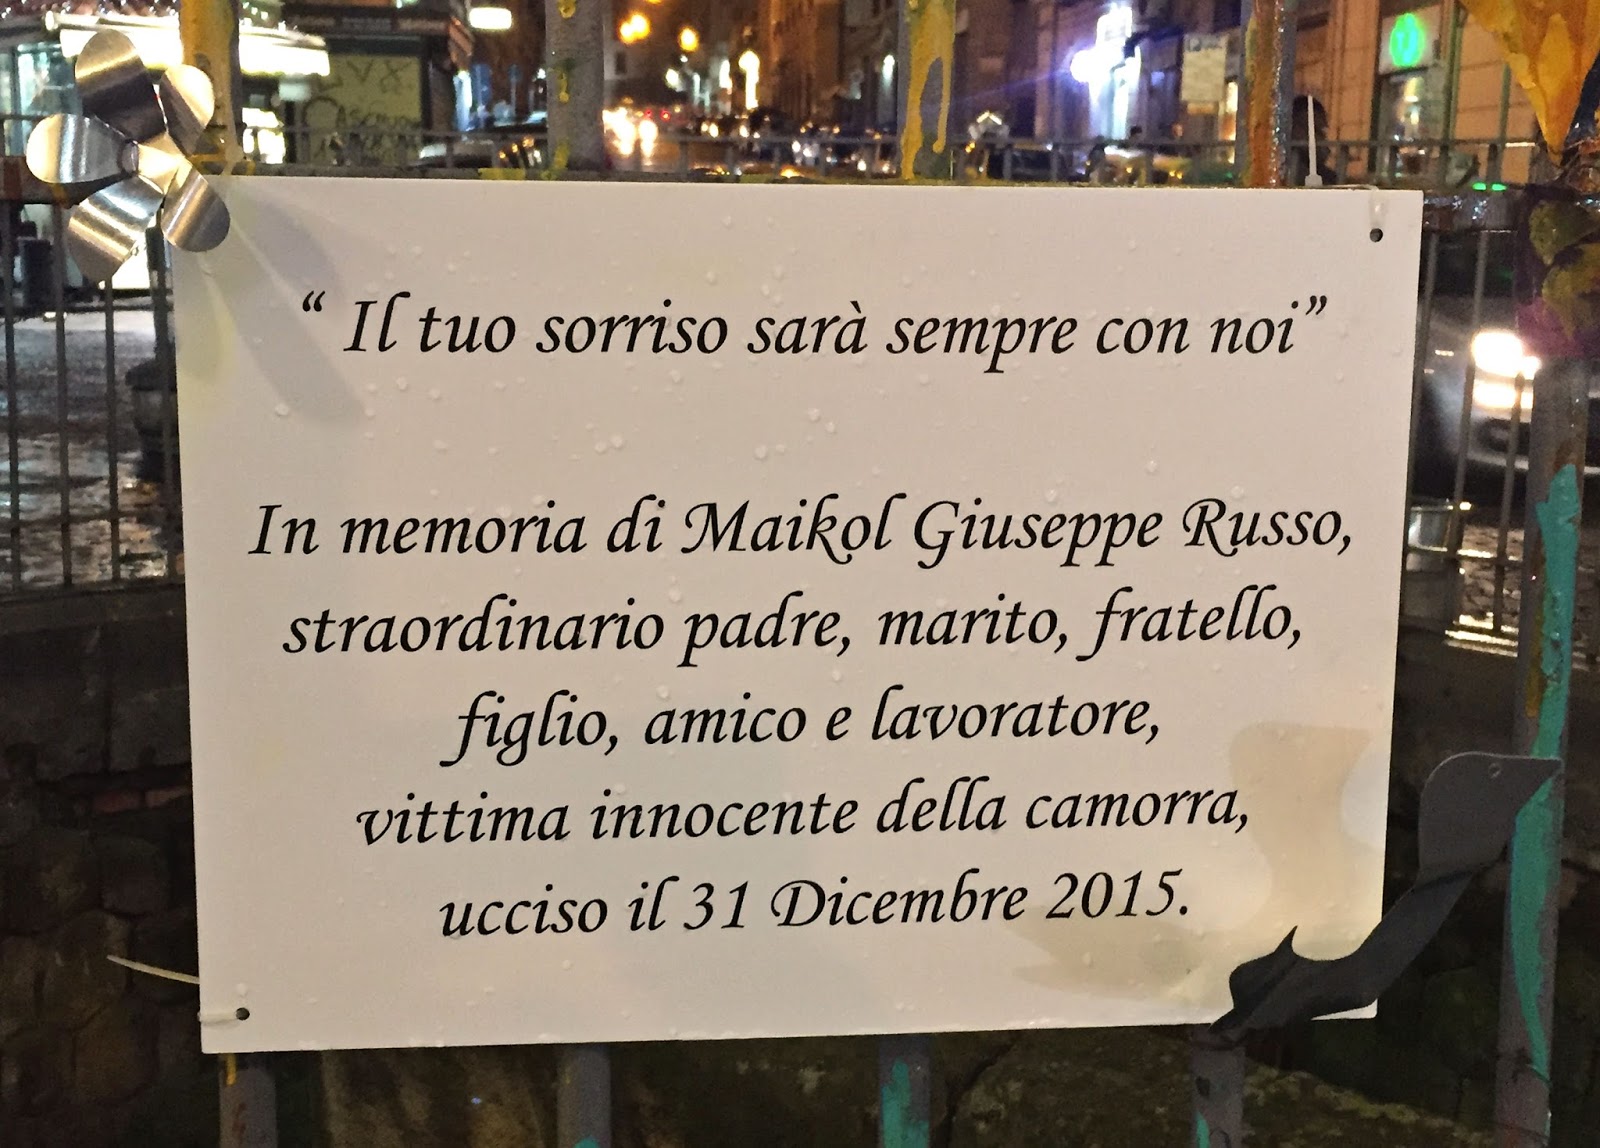 “ Il tuo sorriso sarà sempre con noi”
In memoria di Maikol Giuseppe Russo,
straordinario padre, marito, fratello,
figlio, amico e lavoratore,
vittima innocente della camorra,
ucciso il 31 Dicembre 2015.